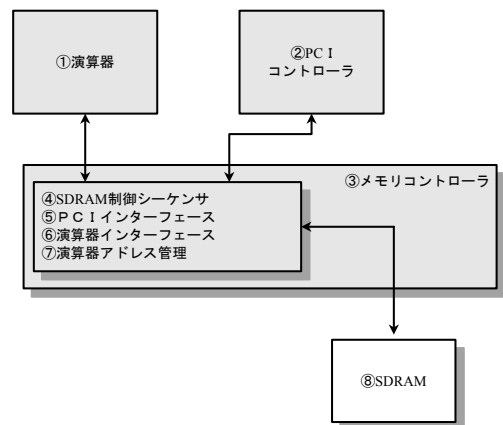 ①演算器
②PCI
コントローラ
③メモリコントローラ
④SDRAM制御シーケンサ
⑤PCIインターフェース
⑥演算器インターフェース
⑦演算器アドレス管理
⑧SDRAM